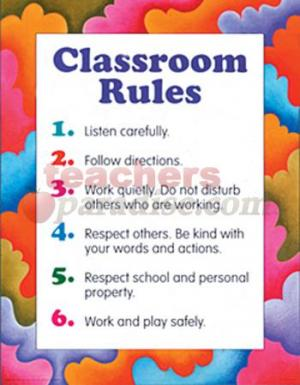 Classroom
Rules
1. Listen carefully.
2. Follow directions.
teachers
3. Work quietly. Do not disturb
others who are working.
paradise.com
4. Respect others. Be kind with
your words and actions.
5. Respect school and personal
property.
6. Work and play safely.